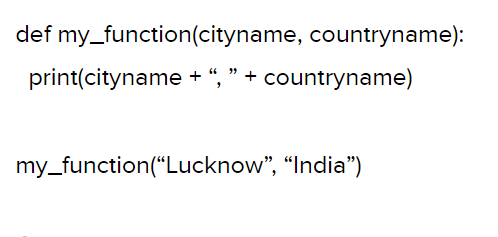 def my_function(cityname, countryname):
print(cityname + “, ” + countryname)
my_function(“Lucknow”, “India”)